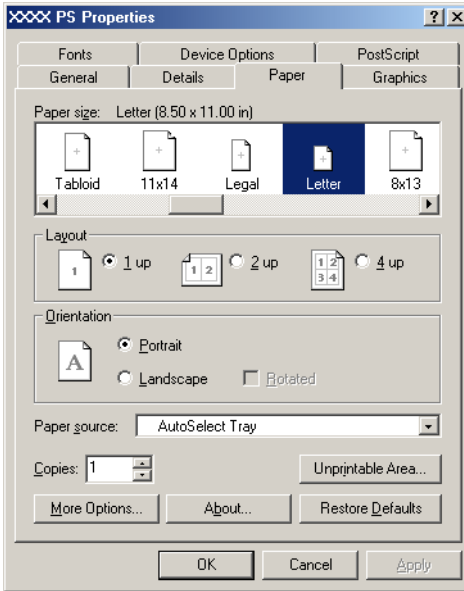 XXXX PS Properties
Fonts Device Options PostScript
General Details Paper Graphics
Paper size: Letter (8.50 x 11.00 in)
Tabloid 11x14 Legal Letter 8x13
Layout
1 1 up 1 2 2 up 1 2 3 4 4 up
Orientation
A Portrait
Landscape Rotated
Paper source: AutoSelect Tray
Copies: 1 Unprintable Area...
More Options... About... Restore Defaults
OK Cancel Apply